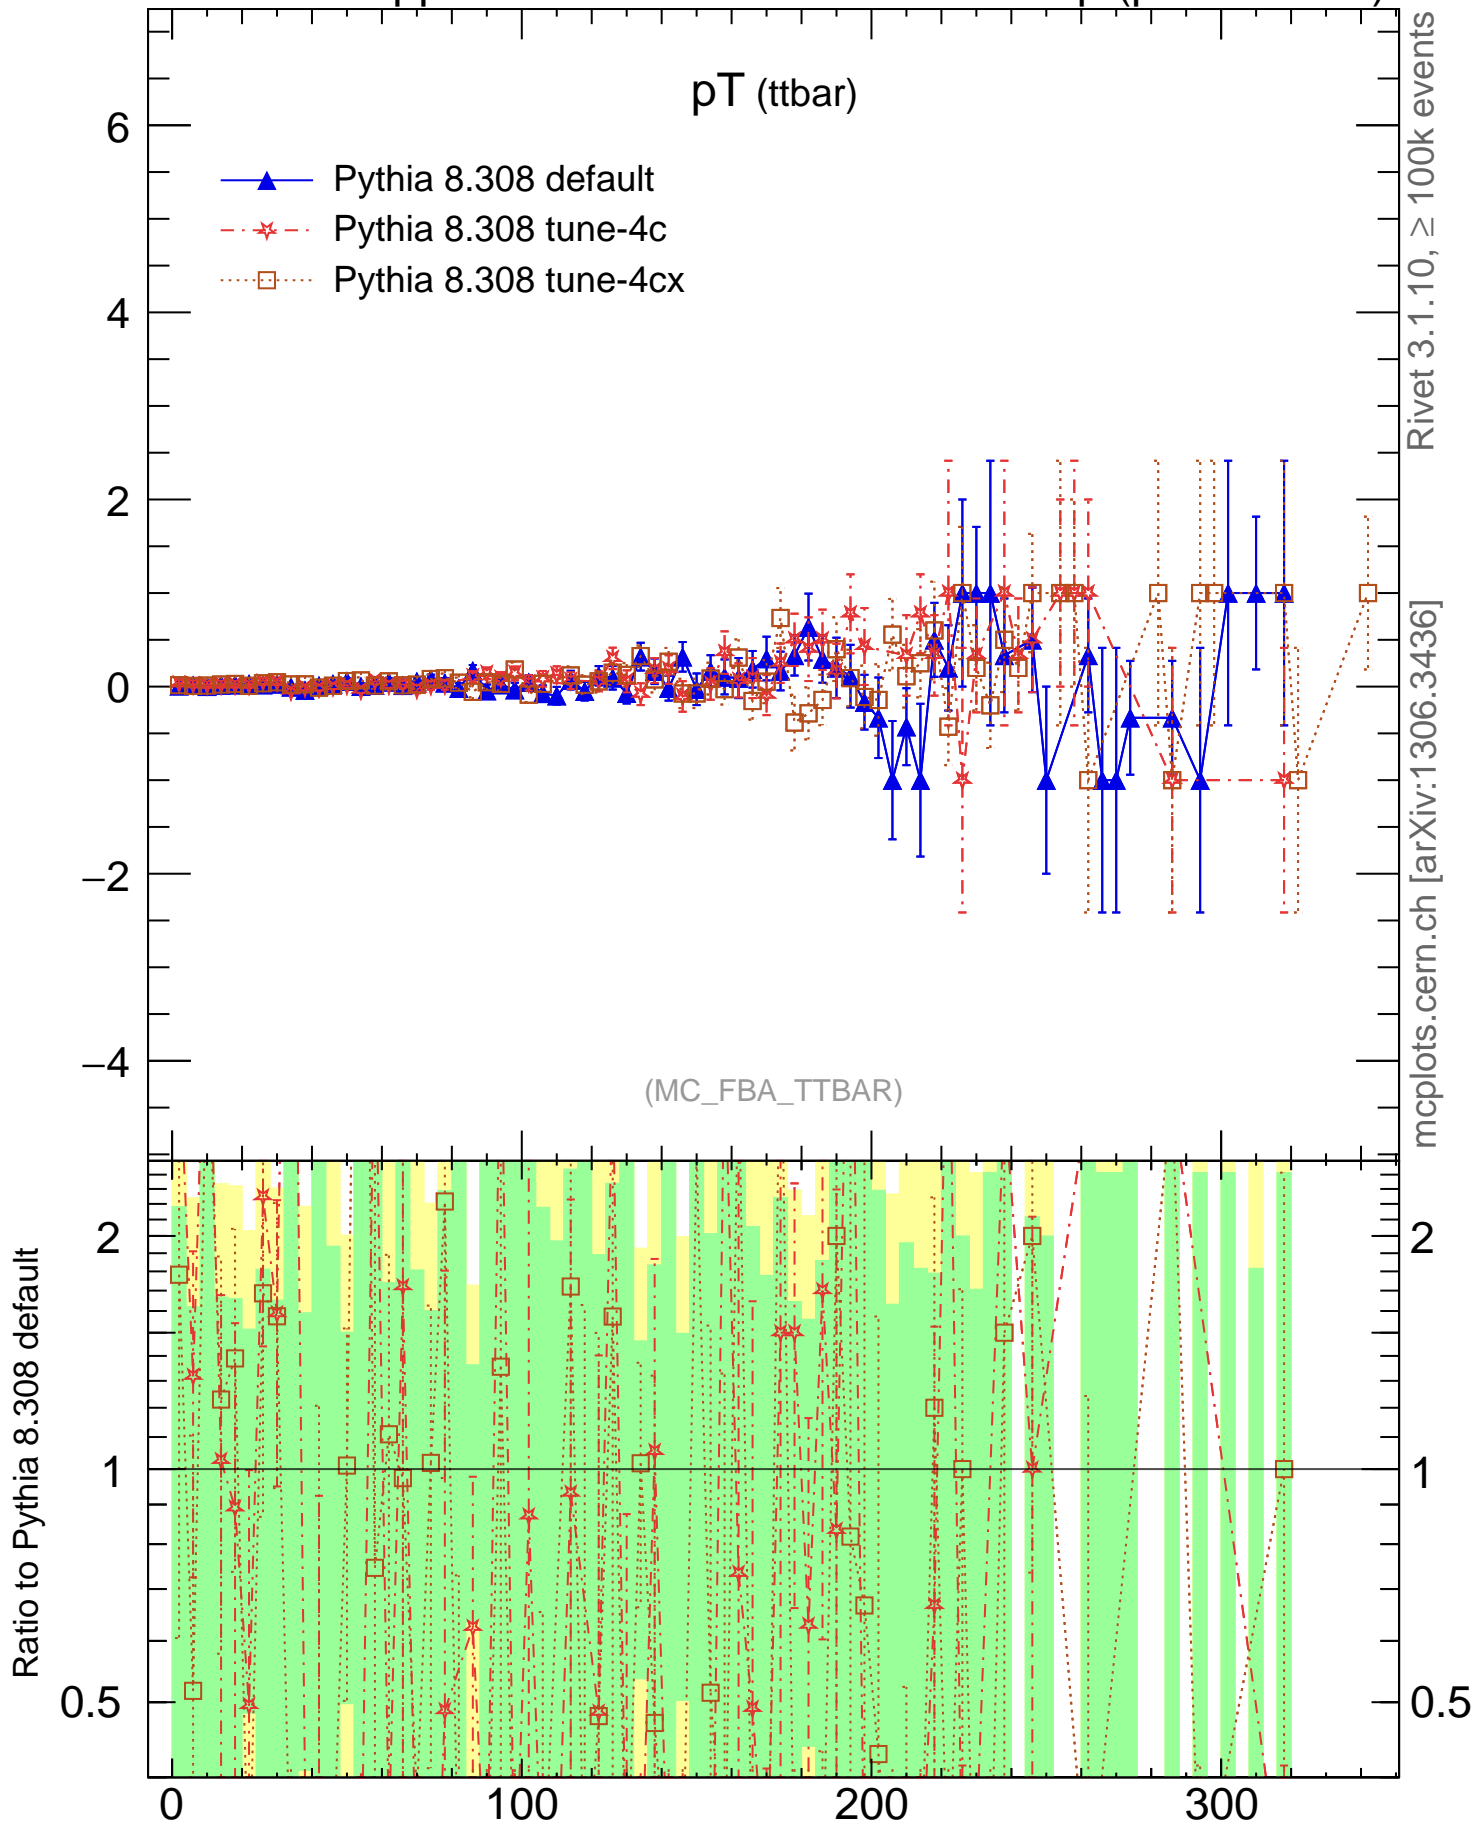 pT (ttbar)
Pythia 8.308 default
Pythia 8.308 tune-4c
Pythia 8.308 tune-4cx
6
4
2
0
−2
−4
(MC_FBA_TTBAR)
Rivet 3.1.10, ≥ 100k events
mcplots.cern.ch [arXiv:1306.3436]
Ratio to Pythia 8.308 default
2
1
0.5
2
1
0.5
0
100
200
300